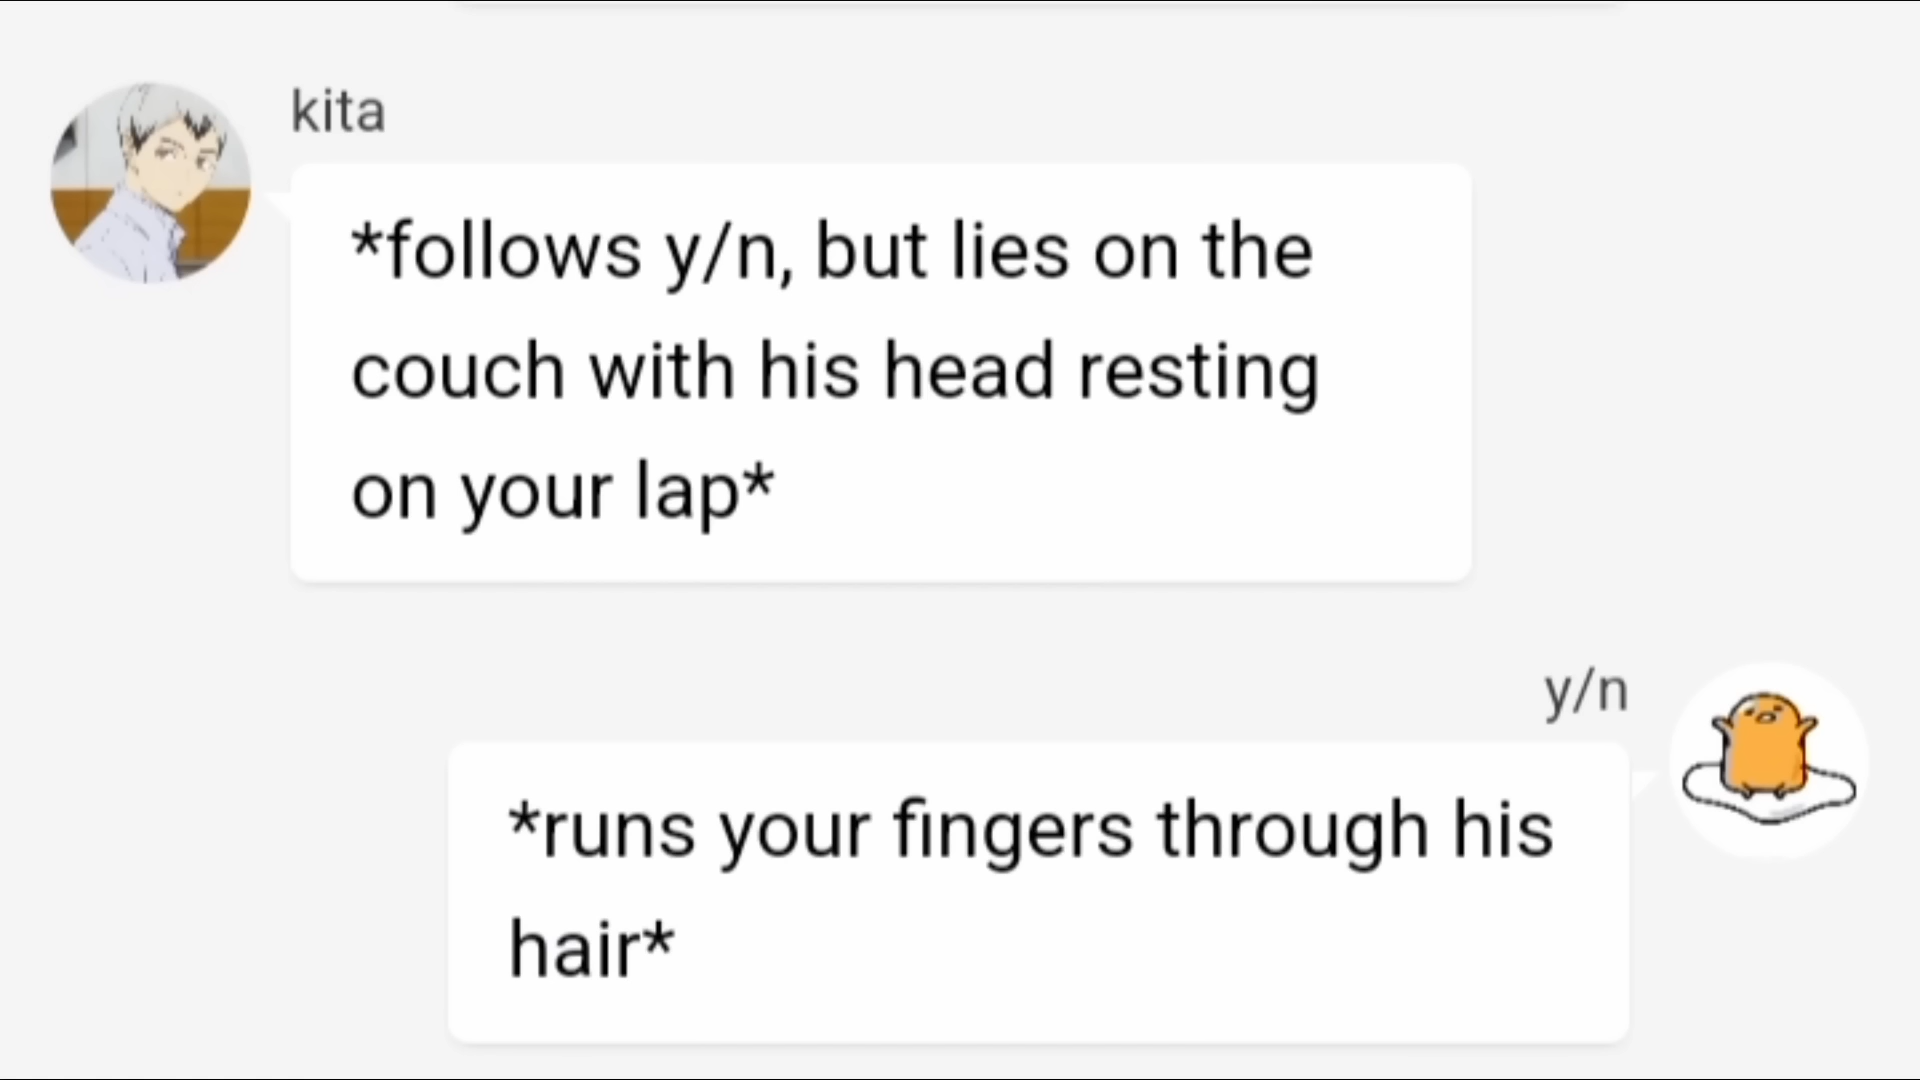 kita
*follows y/n, but lies on the
couch with his head resting
on your lap*
y/n
*runs your fingers through his
hair*